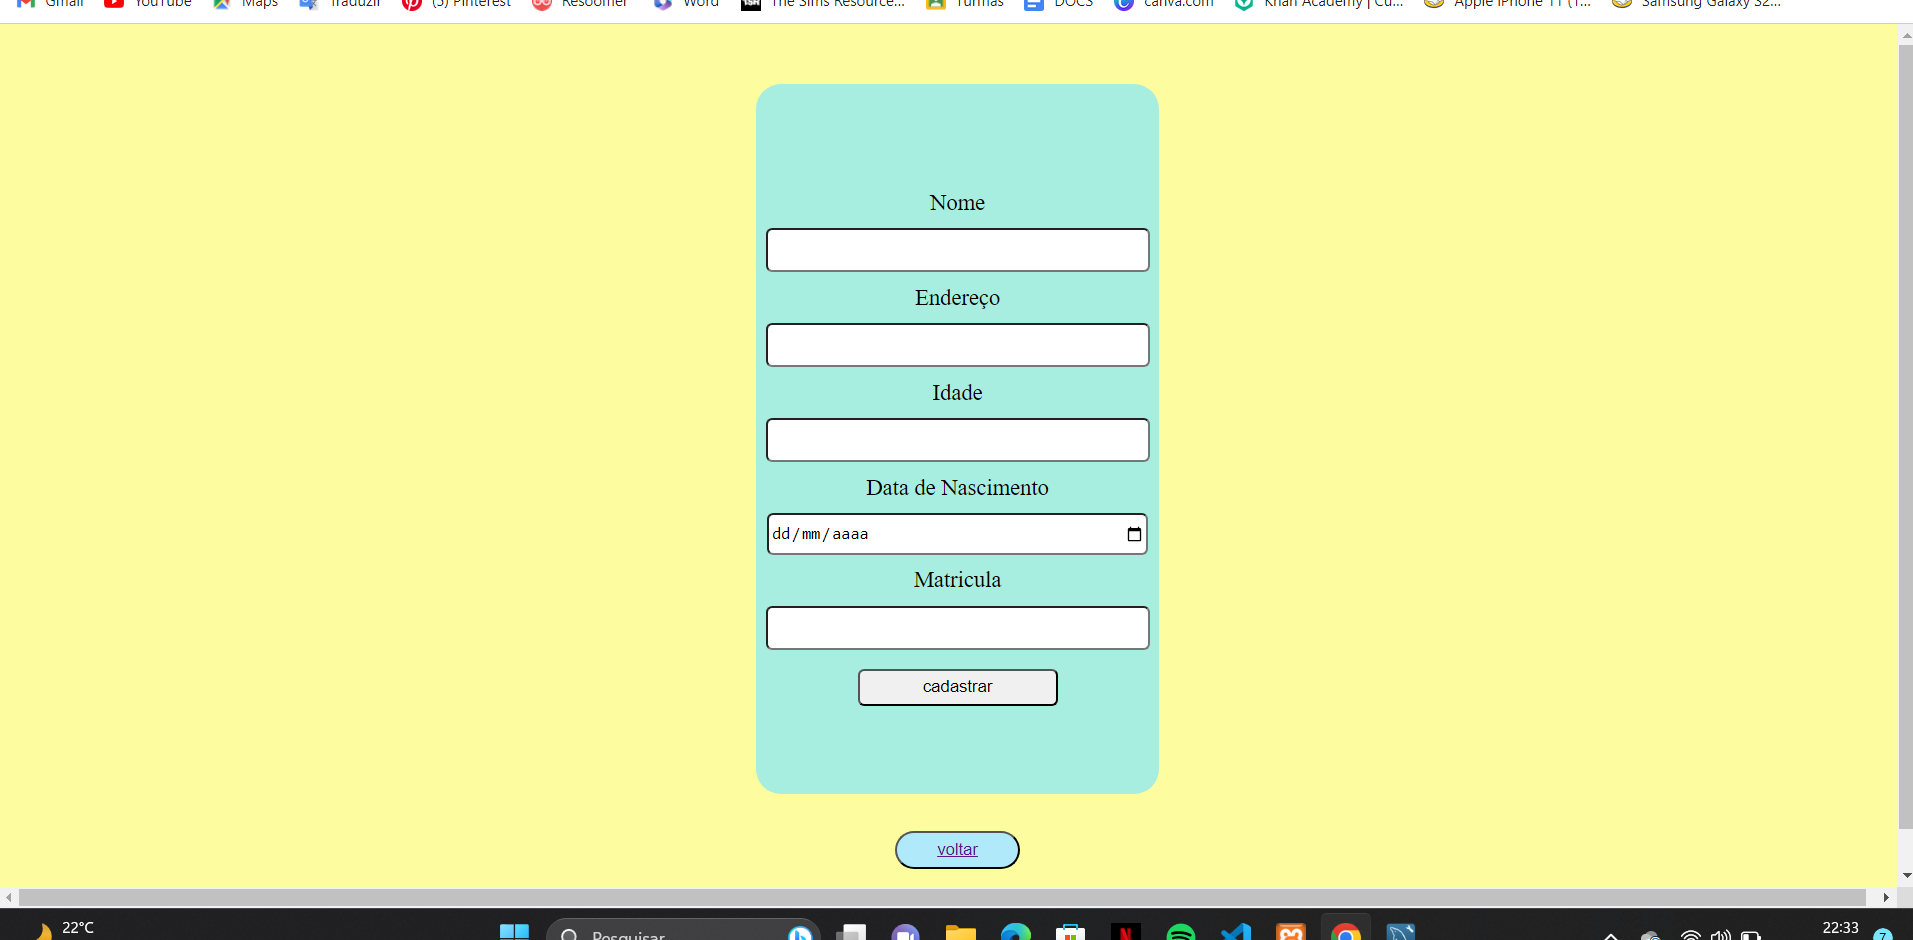 Gmail YouTube Maps Traduzir (5) Pinterest Resoomer Word The Sims Resource... Turmas DOCS canva.com Khan Academy | Cu... Apple iPhone 11 (1... Samsung Galaxy S2...
Nome
Endereço
Idade
Data de Nascimento
dd/mm/aaaa
Matricula
cadastrar
voltar
22°C
Pesquisar
22:33
7